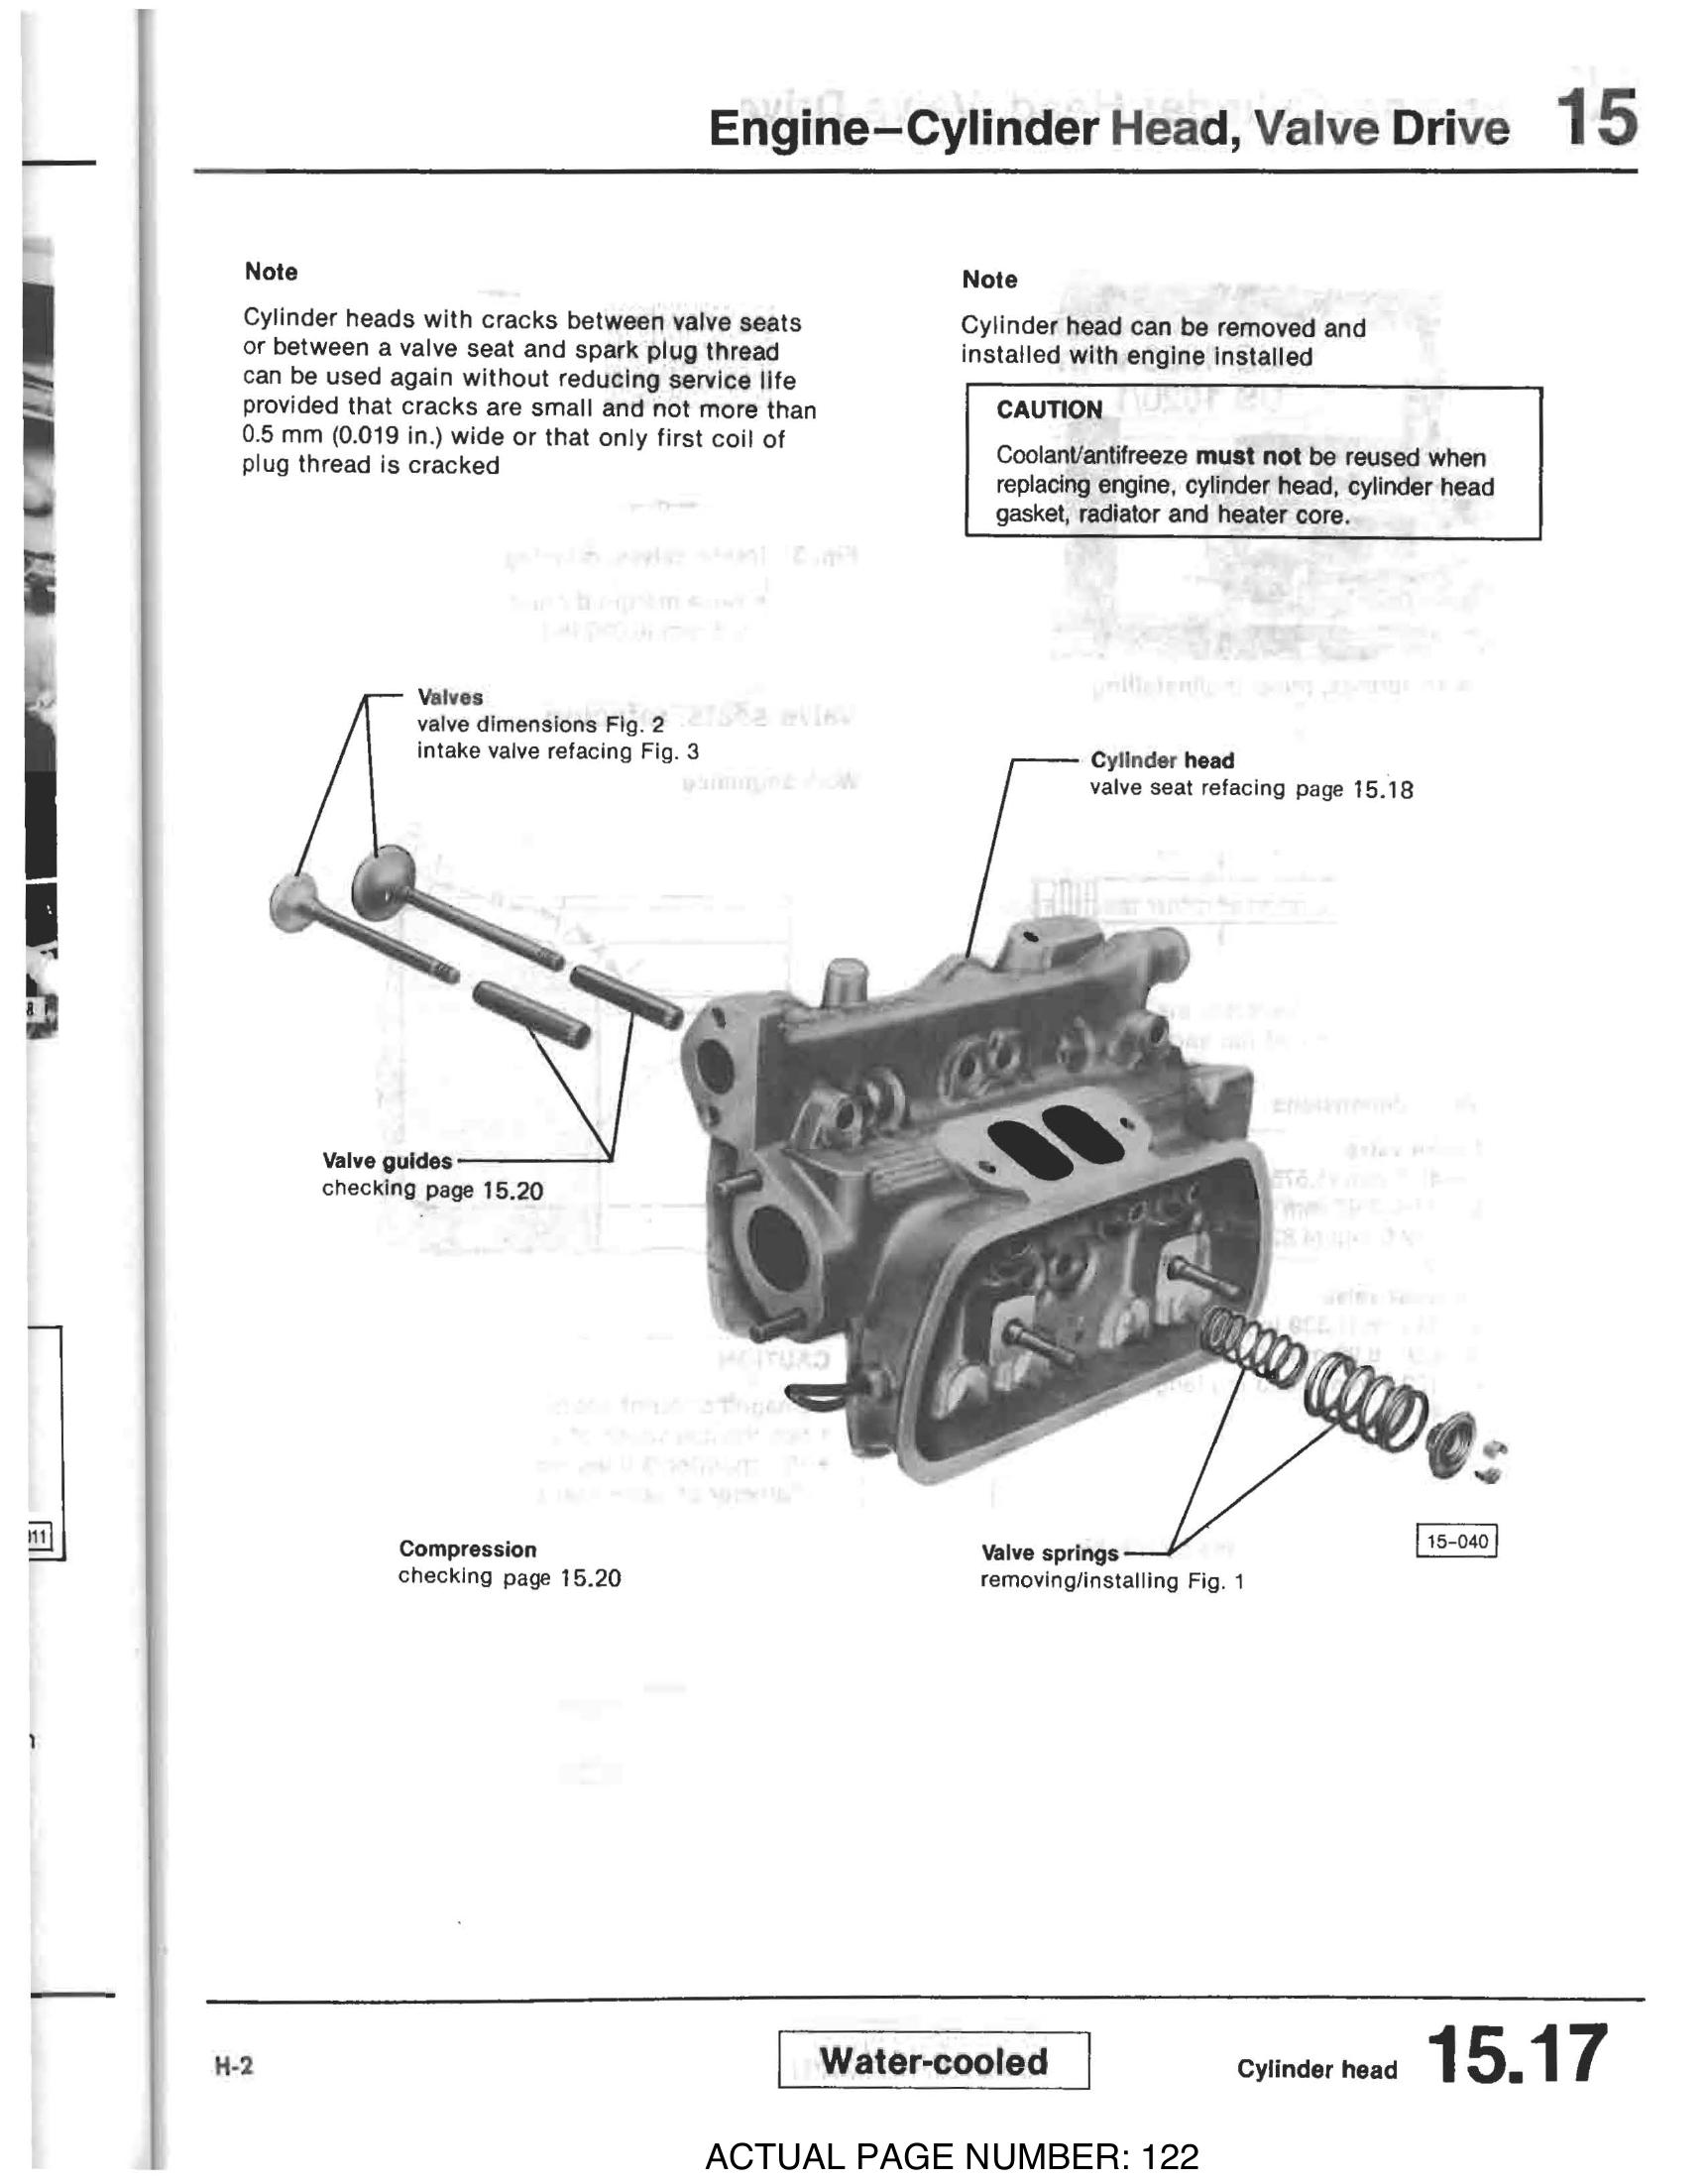 Engine–Cylinder Head, Valve Drive 15
Note
Cylinder heads with cracks between valve seats
or between a valve seat and spark plug thread
can be used again without reducing service life
provided that cracks are small and not more than
0.5 mm (0.019 in.) wide or that only first coil of
plug thread is cracked
Note
Cylinder head can be removed and
installed with engine installed
CAUTION
Coolant/antifreeze must not be reused when
replacing engine, cylinder head, cylinder head
gasket, radiator and heater core.
Valves
valve dimensions Fig. 2
intake valve refacing Fig. 3
Cylinder head
valve seat refacing page 15.18
Valve guides
checking page 15.20
Compression
checking page 15.20
Valve springs
removing/installing Fig. 1
15-040
H-2
Water-cooled
Cylinder head 15.17
ACTUAL PAGE NUMBER: 122